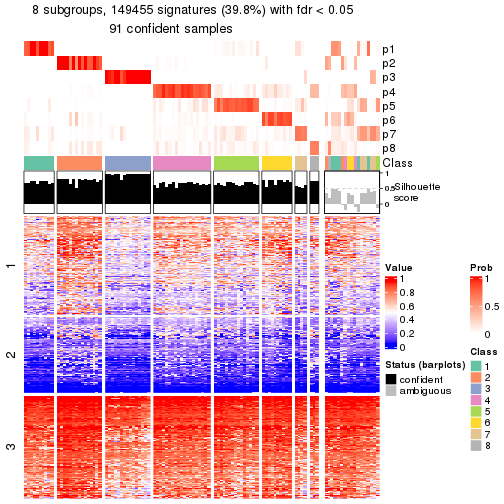 8 subgroups, 149455 signatures (39.8%) with fdr < 0.05
91 confident samples
p1
p2
p3
p4
p5
p6
p7
p8
Class
1
0.5
0
Silhouette
score
1
2
3
Value
1
0.8
0.6
0.4
0.2
0
Status (barplots)
confident
ambiguous
Prob
1
0.5
0
Class
1
2
3
4
5
6
7
8